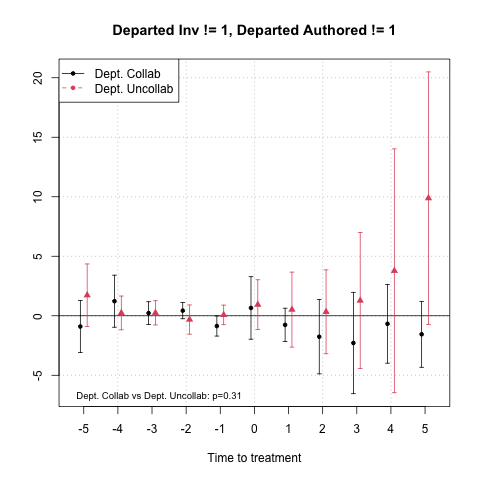 Departed Inv != 1, Departed Authored != 1
Dept. Collab
Dept. Uncollab
20
15
10
5
0
-5
Dept. Collab vs Dept. Uncollab: p=0.31
-5 -4 -3 -2 -1 0 1 2 3 4 5
Time to treatment